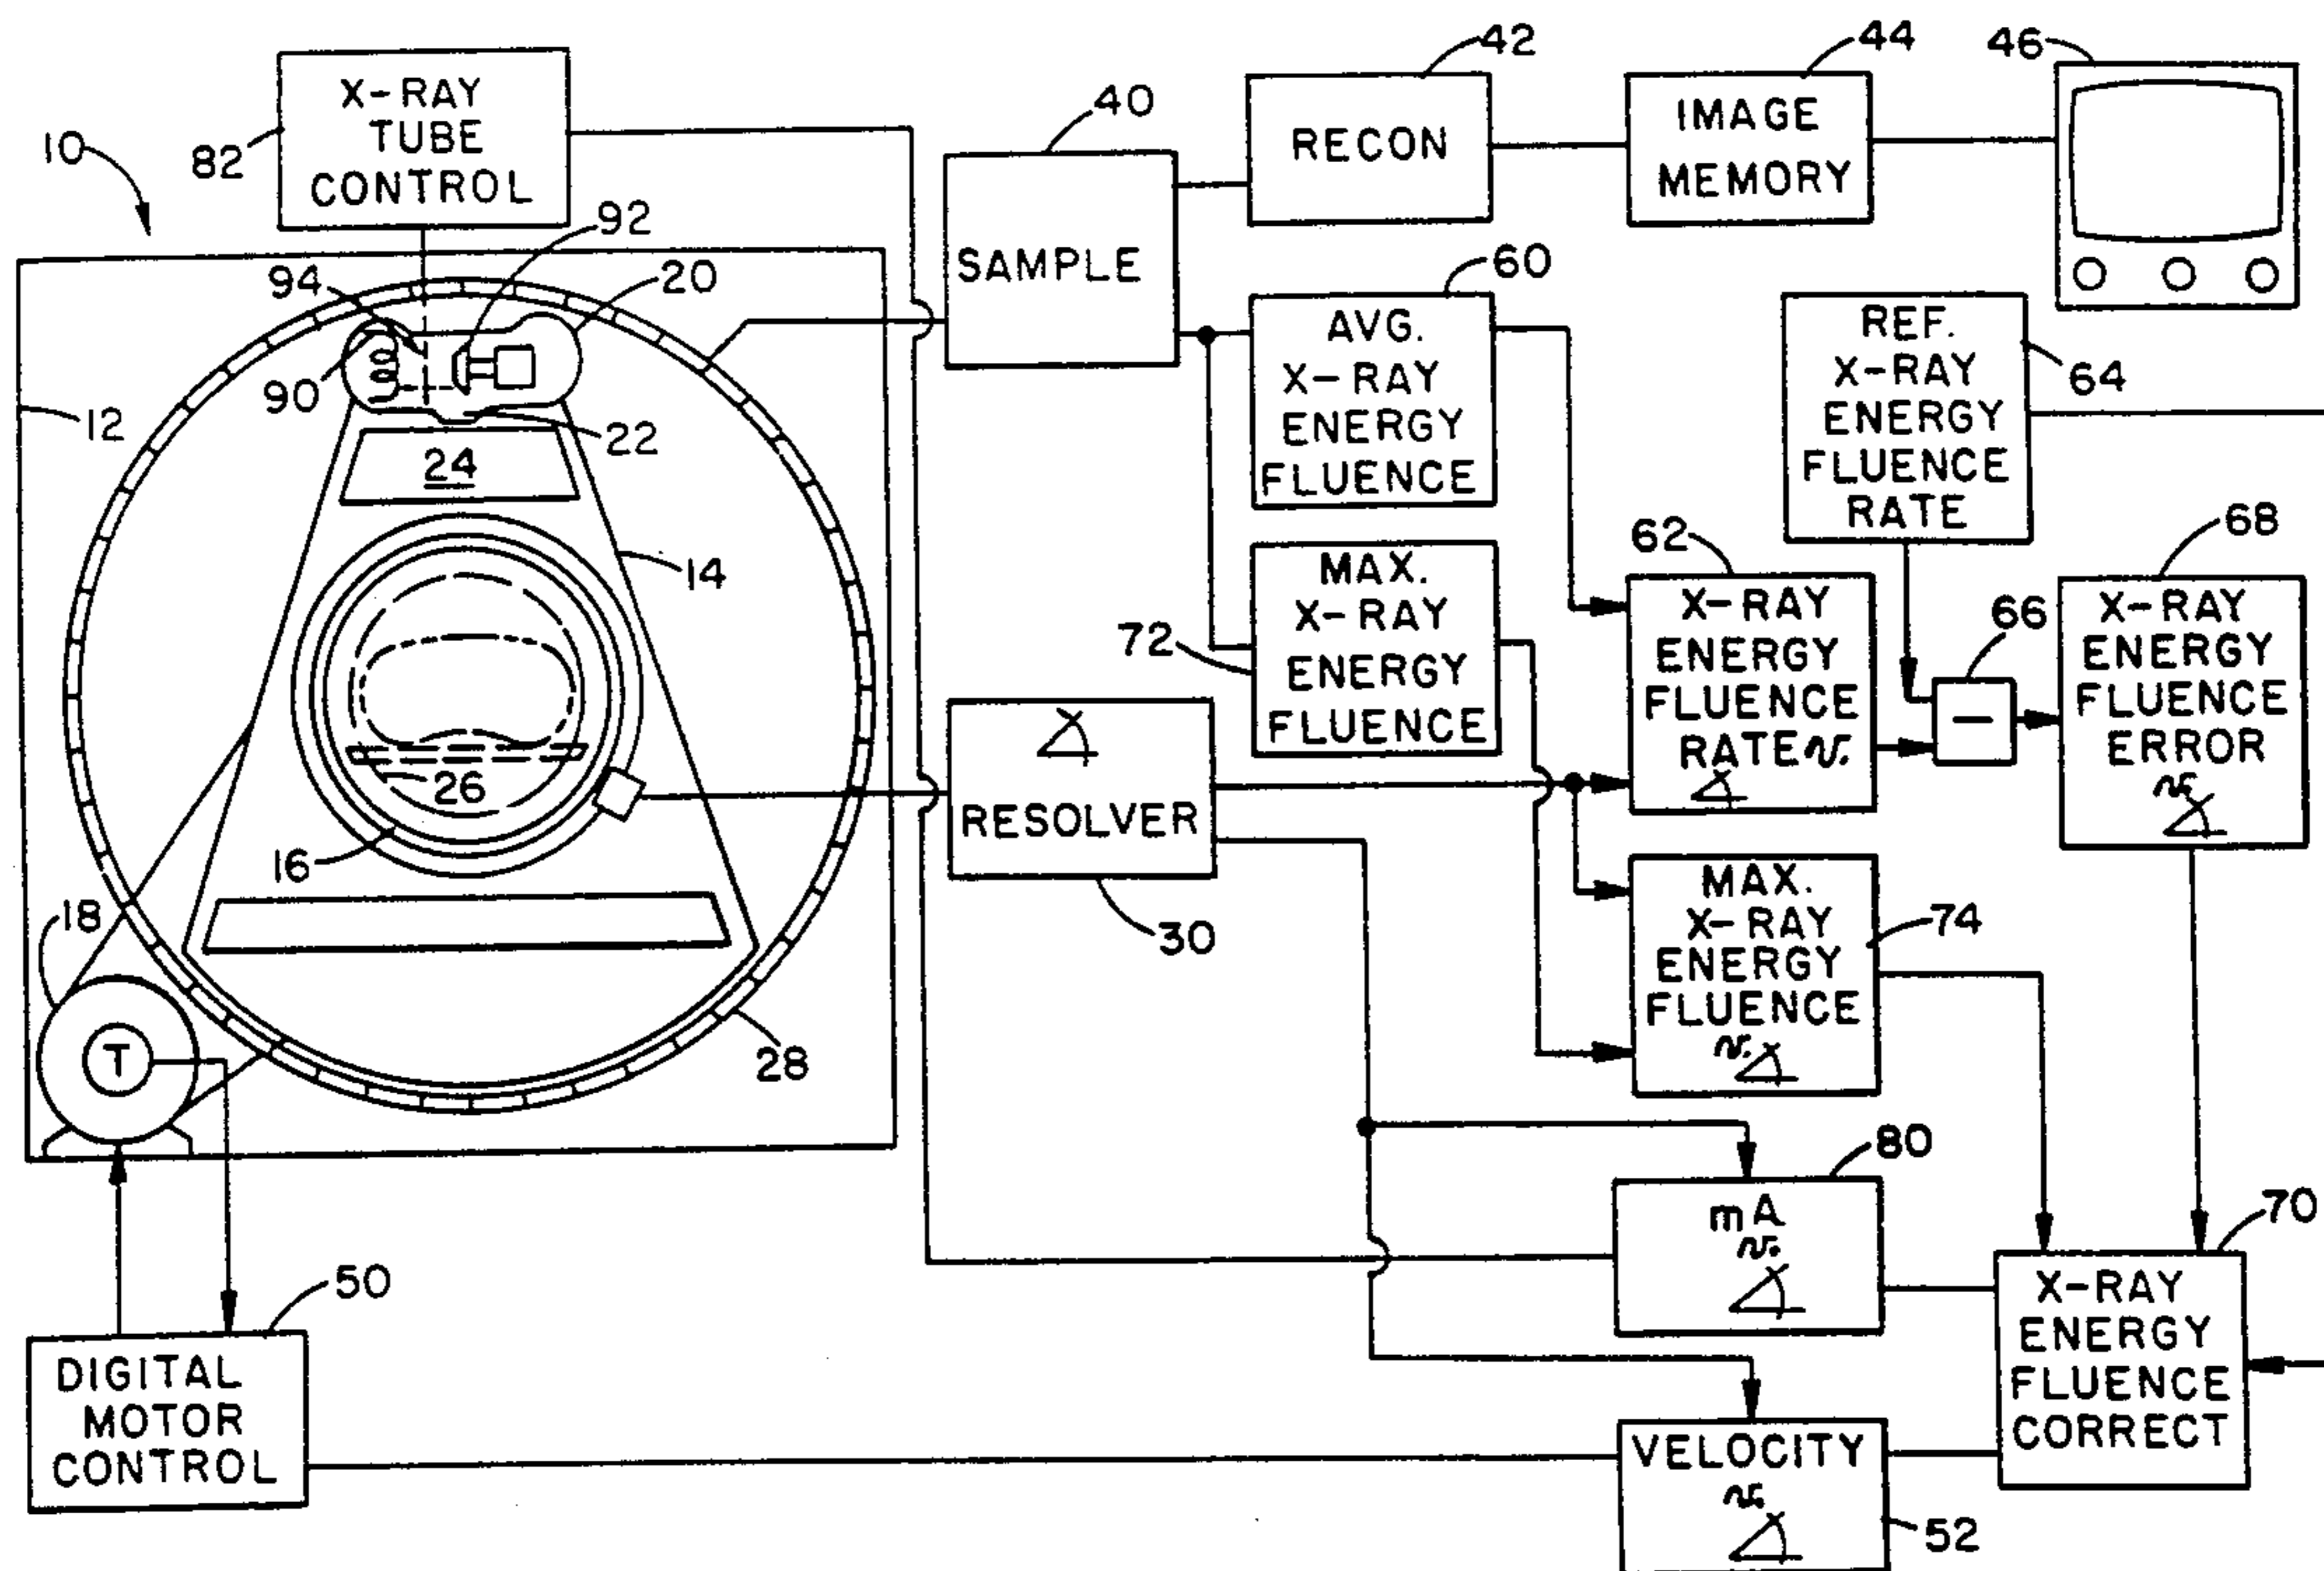 X-RAY
TUBE
CONTROL
82
10
12
94
92
20
90
22
24
14
26
16
18
T
28
DIGITAL
MOTOR
CONTROL
50
40
SAMPLE
42
RECON
44
IMAGE
MEMORY
46
60
AVG.
X-RAY
ENERGY
FLUENCE
REF.
X-RAY
ENERGY
FLUENCE
RATE
64
72
MAX.
X-RAY
ENERGY
FLUENCE
62
X-RAY
ENERGY
FLUENCE
RATE v.
66
−
68
X-RAY
ENERGY
FLUENCE
ERROR
v.
RESOLVER
30
MAX.
X-RAY
ENERGY
FLUENCE
v.
74
80
mA
v.
70
X-RAY
ENERGY
FLUENCE
CORRECT
VELOCITY
v.
52